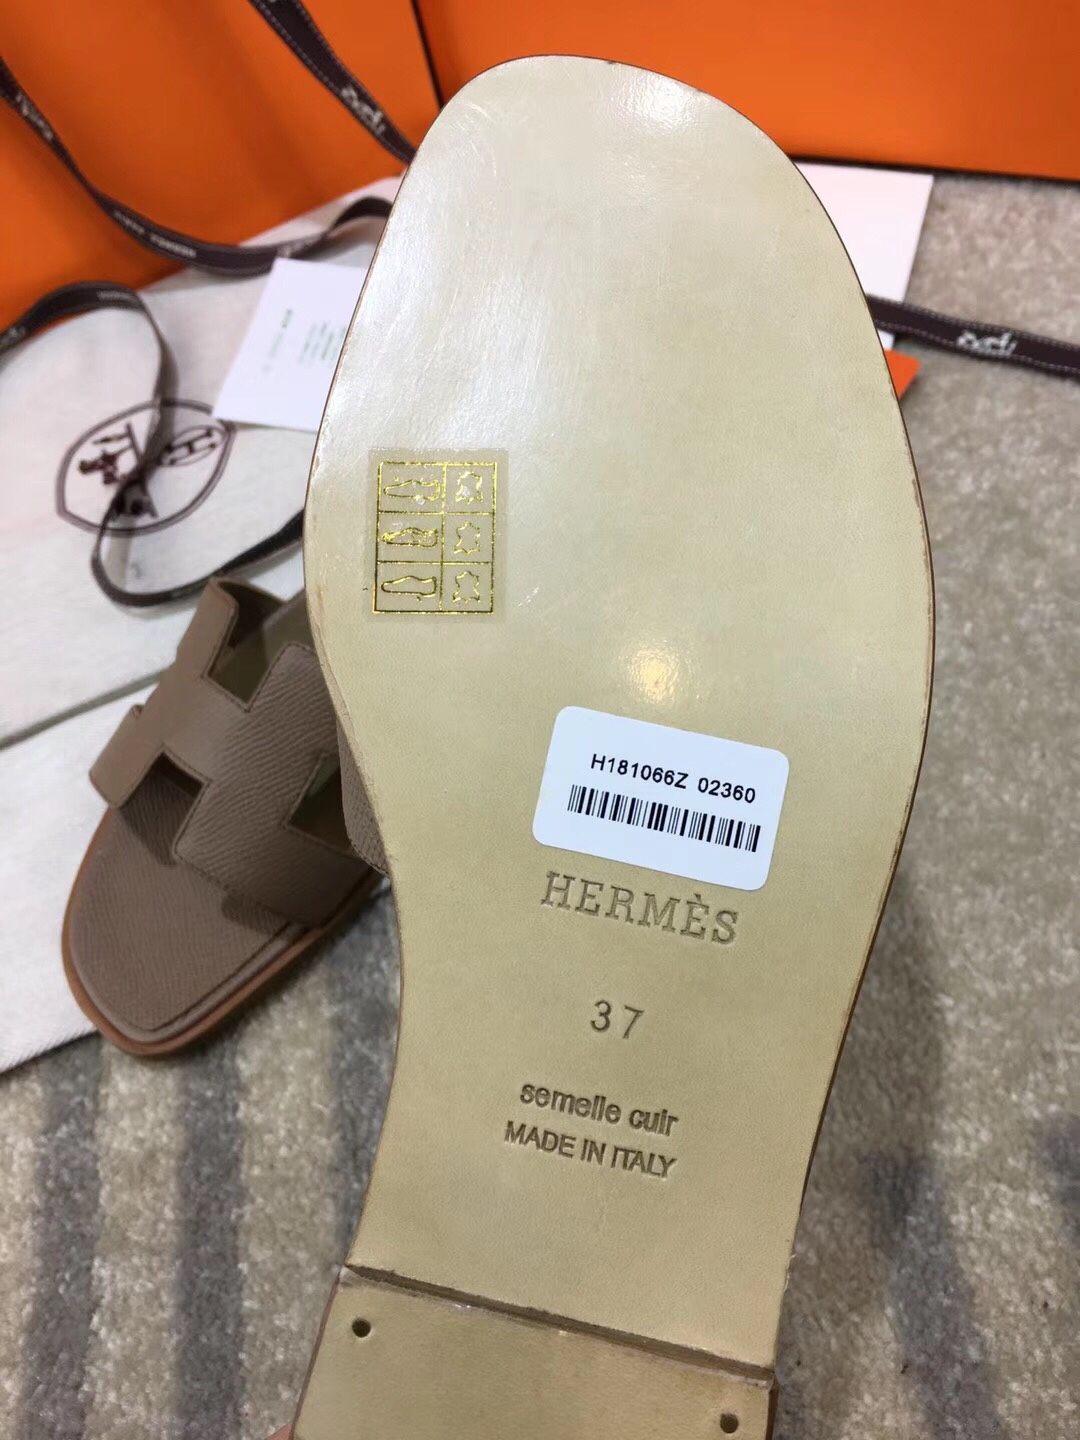 H181066Z 02360
HERMÈS
37
semelle cuir
MADE IN ITALY